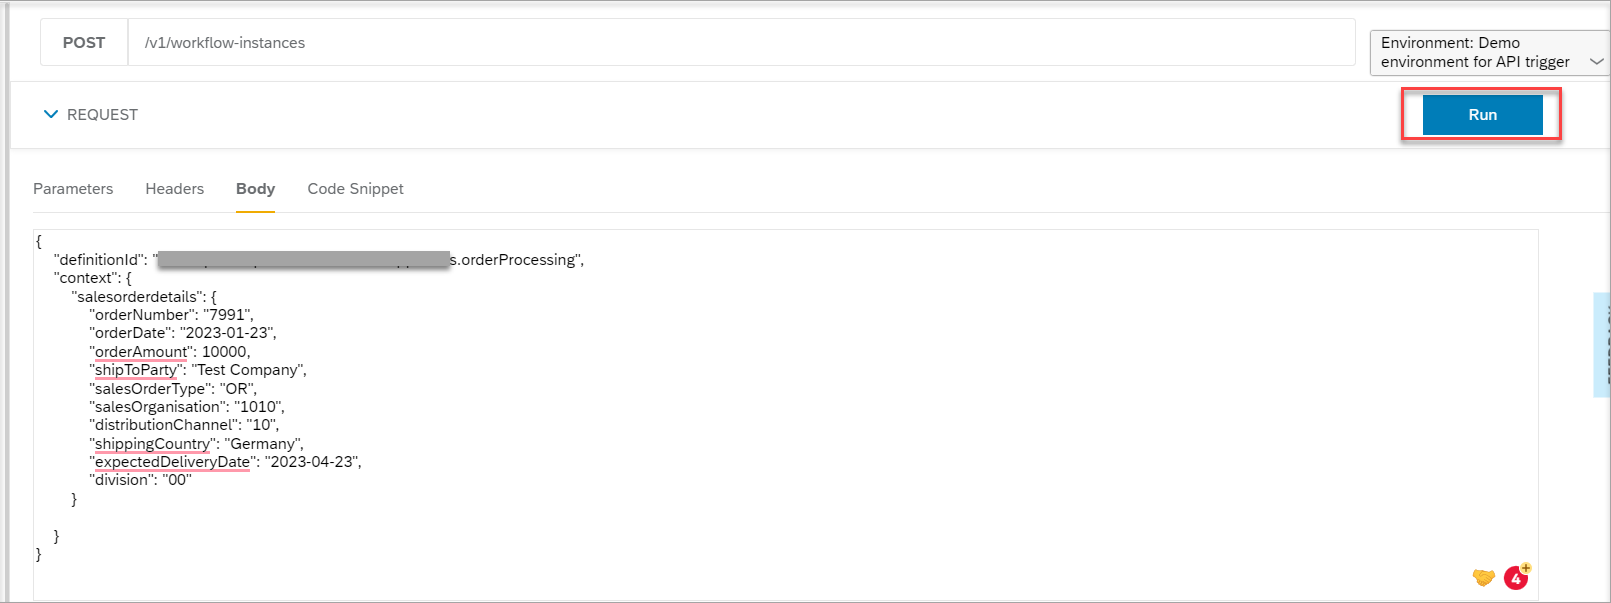 POST
/v1/workflow-instances
Environment: Demo
environment for API trigger
REQUEST
Run
Parameters
Headers
Body
Code Snippet
{
"definitionId": "s.orderProcessing",
"context": {
"salesorderdetails": {
"orderNumber": "7991",
"orderDate": "2023-01-23",
"orderAmount": 10000,
"shipToParty": "Test Company",
"salesOrderType": "OR",
"salesOrganisation": "1010",
"distributionChannel": "10",
"shippingCountry": "Germany",
"expectedDeliveryDate": "2023-04-23",
"division": "00"
}
}
}
4
+